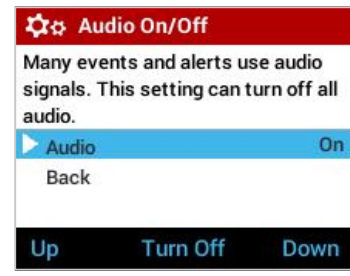 Audio On/Off
Many events and alerts use audio
signals. This setting can turn off all
audio.
Audio On
Back
Up Turn Off Down